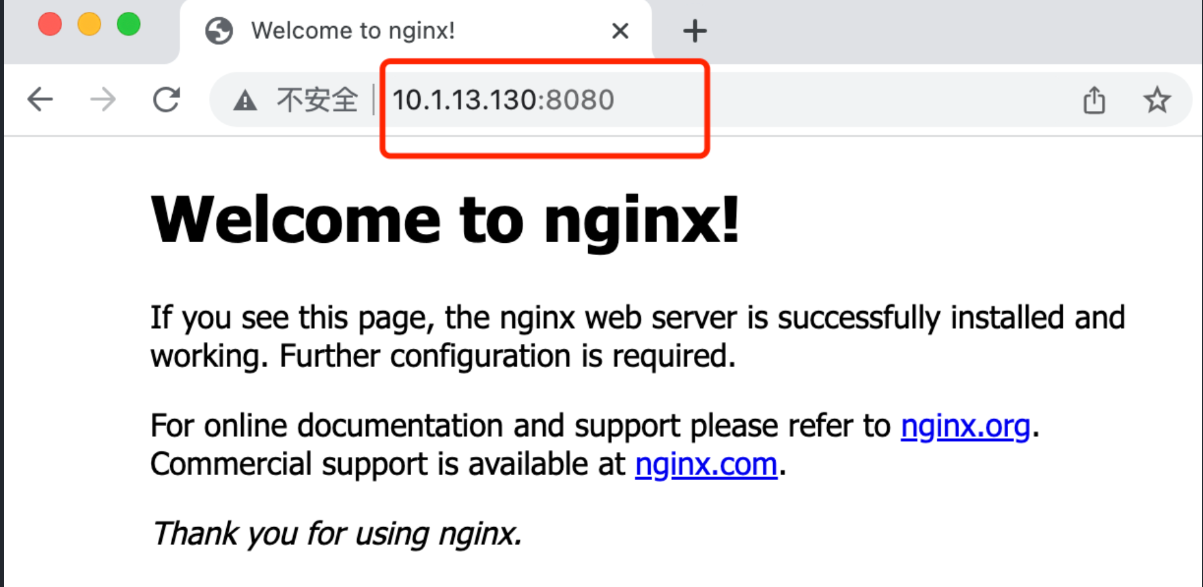 Welcome to nginx!
不安全 10.1.13.130:8080
Welcome to nginx!
If you see this page, the nginx web server is successfully installed and
working. Further configuration is required.
For online documentation and support please refer to nginx.org.
Commercial support is available at nginx.com.
Thank you for using nginx.